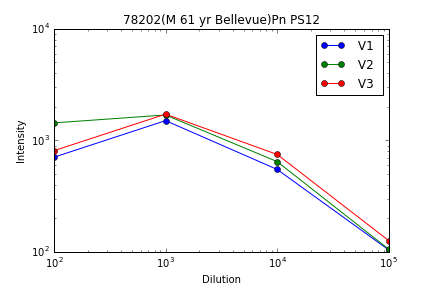 78202(M 61 yr Bellevue)Pn PS12
10^4
V1
V2
V3
10^3
Intensity
10^2
10^2 10^3 10^4 10^5
Dilution